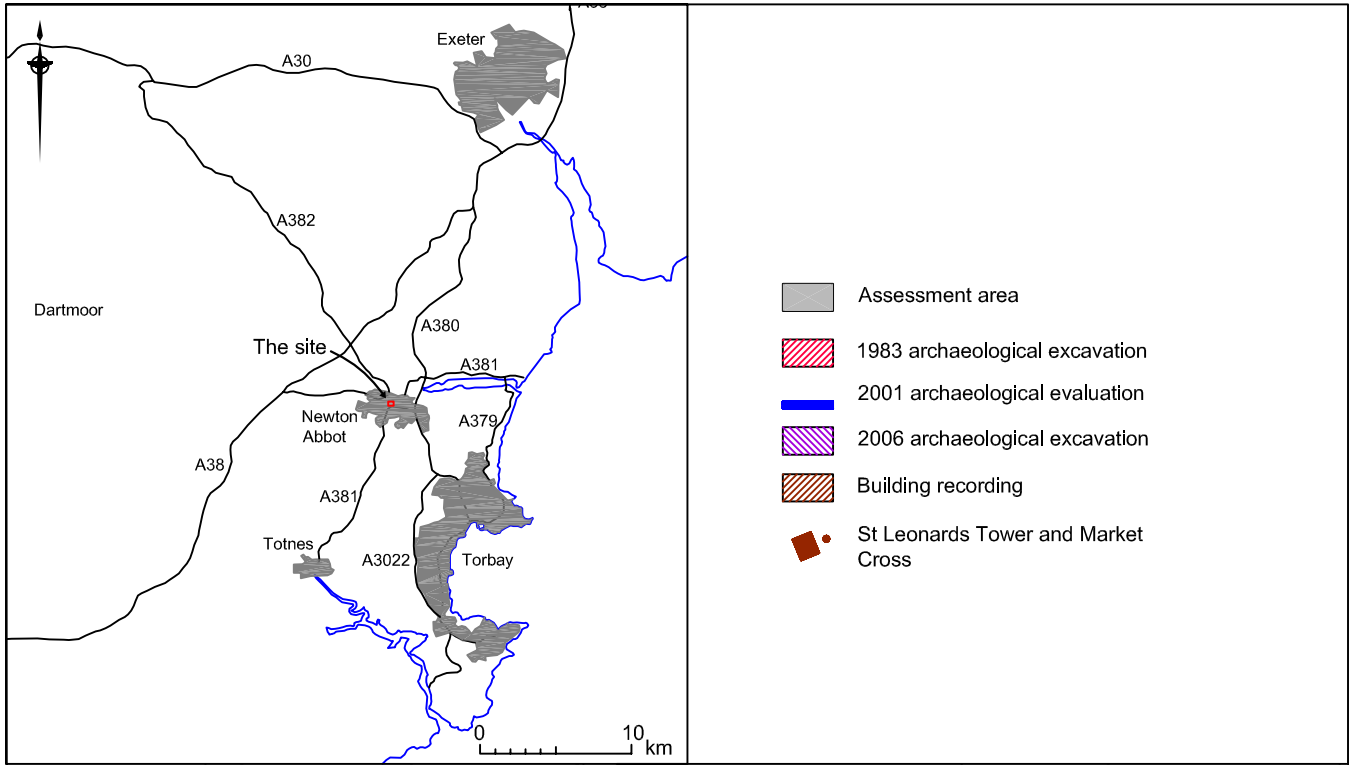 Exeter
A30
A382
Dartmoor
A380
The site
A381
Newton
Abbot
A379
A38
A381
Totnes
A3022
Torbay
0 10
km
Assessment area
1983 archaeological excavation
2001 archaeological evaluation
2006 archaeological excavation
Building recording
St Leonards Tower and Market
Cross